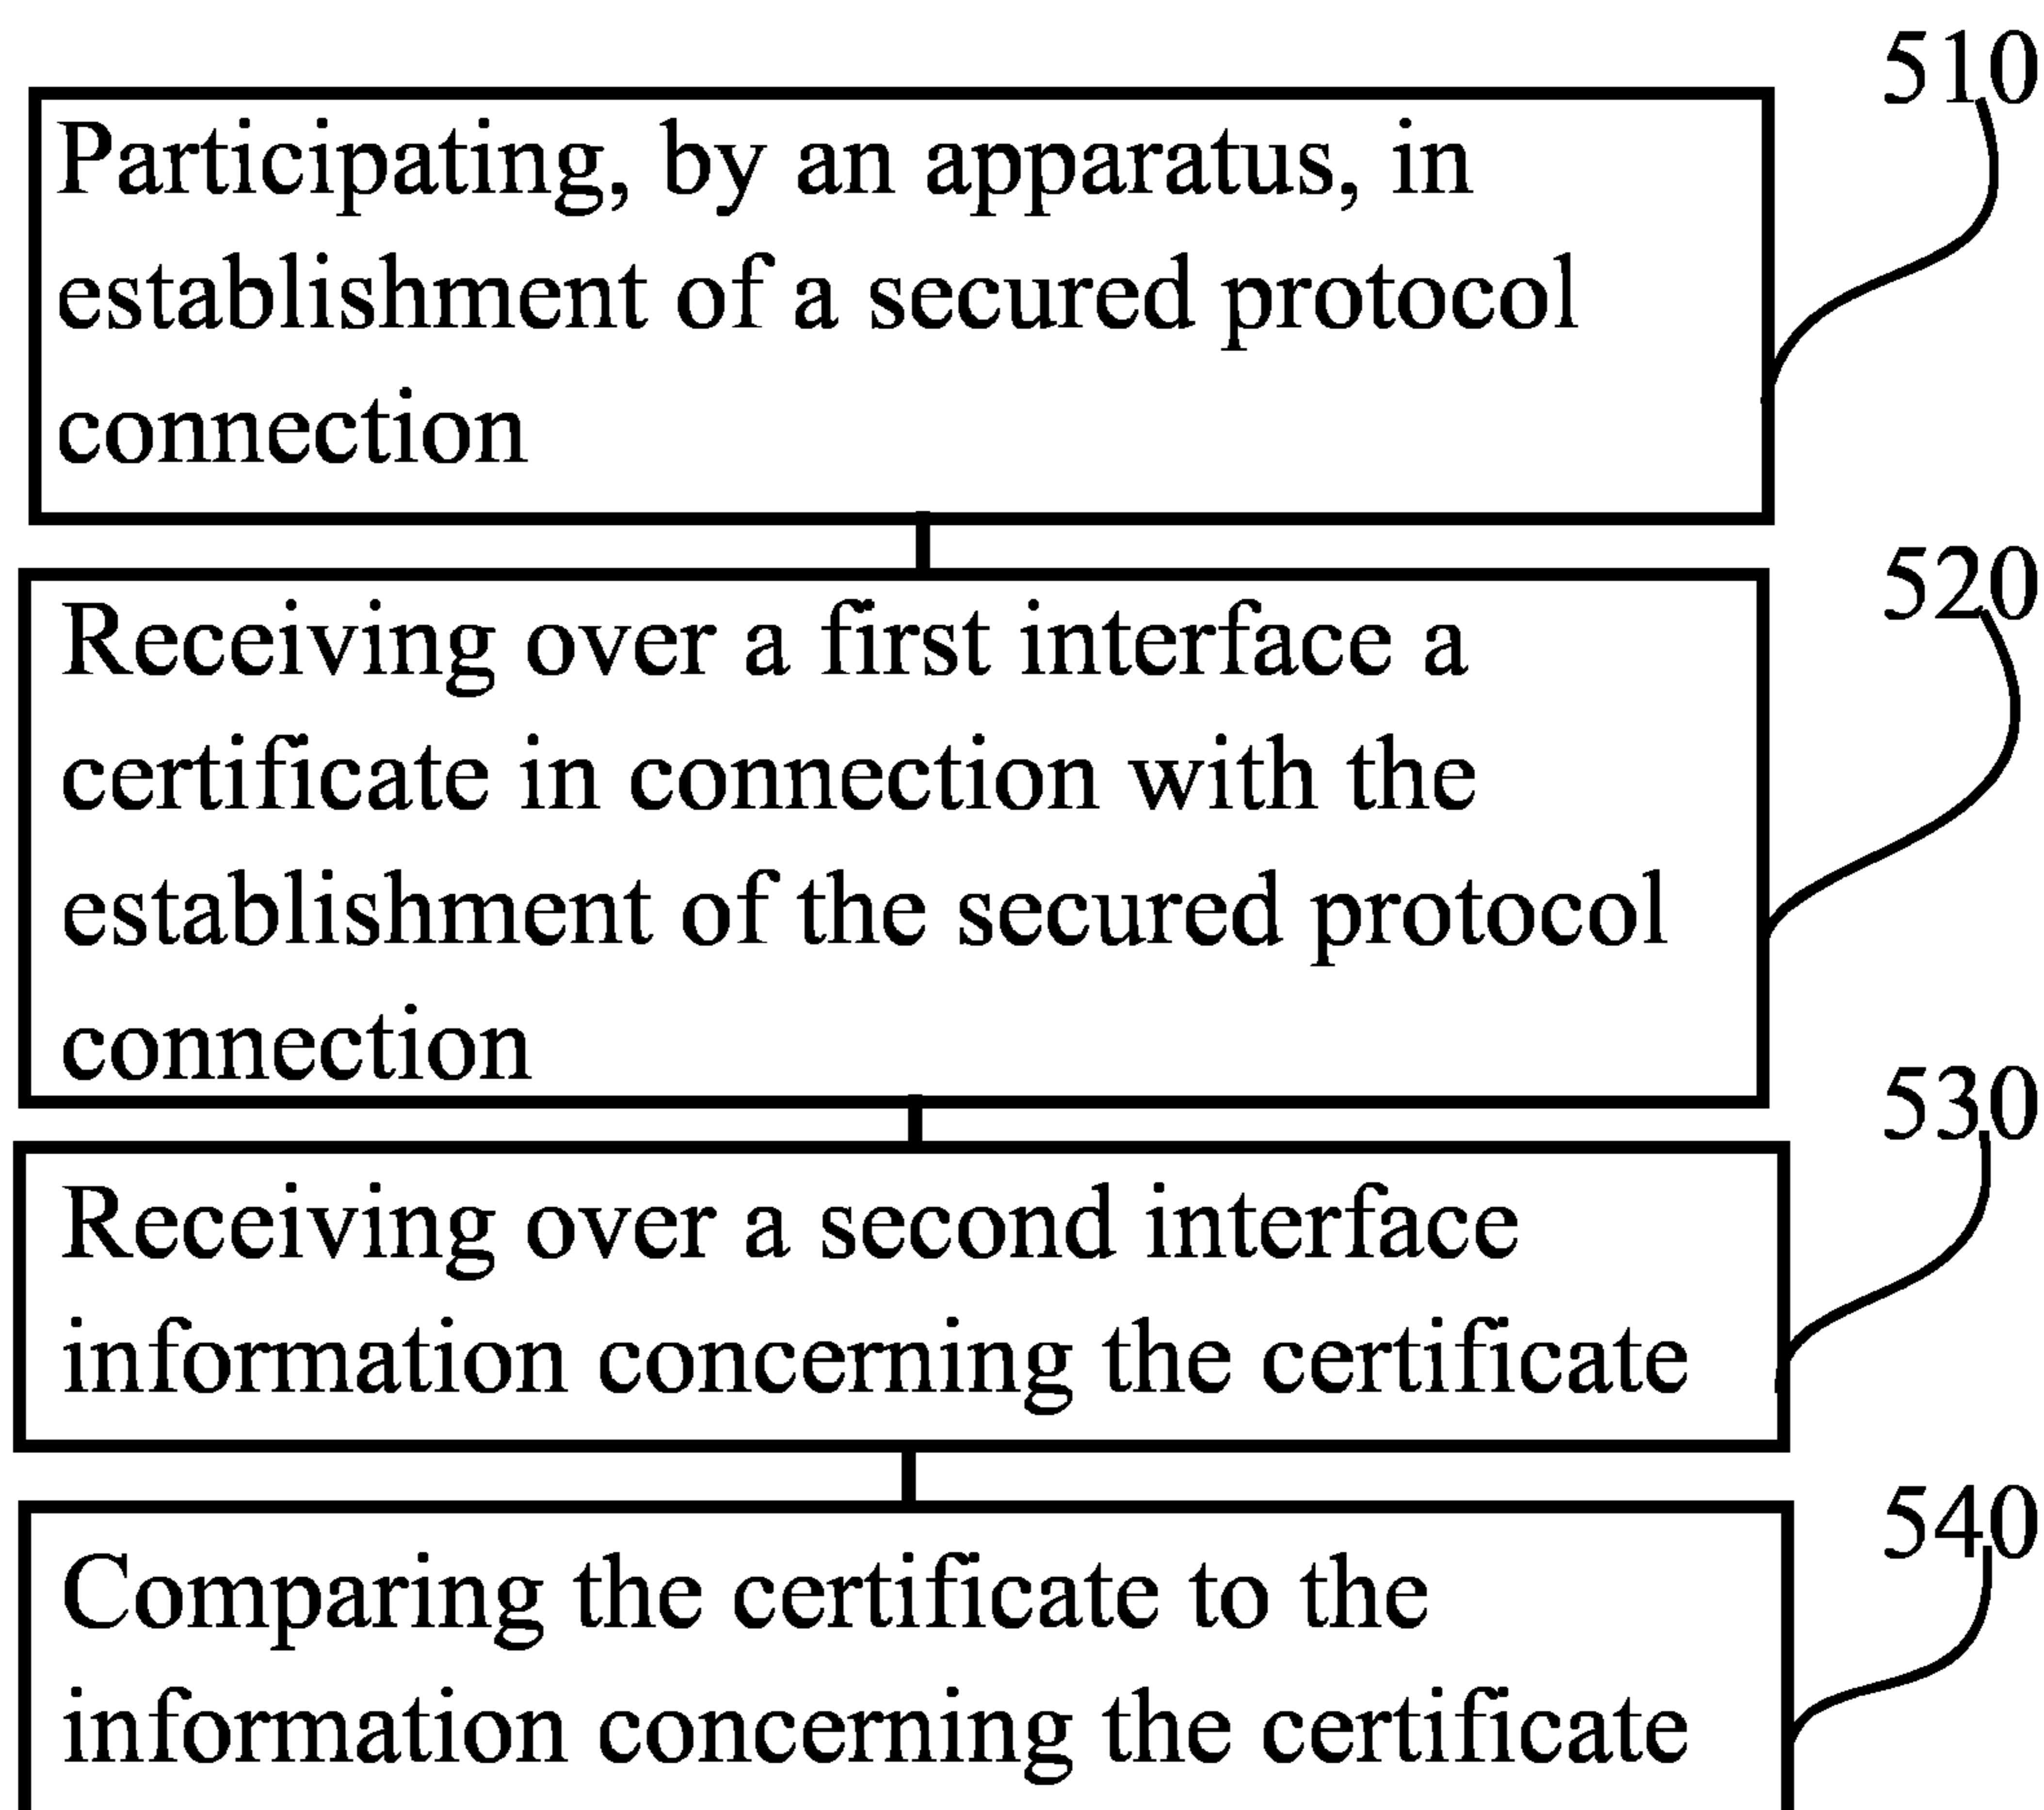 510
Participating, by an apparatus, in
establishment of a secured protocol
connection
520
Receiving over a first interface a
certificate in connection with the
establishment of the secured protocol
connection
530
Receiving over a second interface
information concerning the certificate
540
Comparing the certificate to the
information concerning the certificate